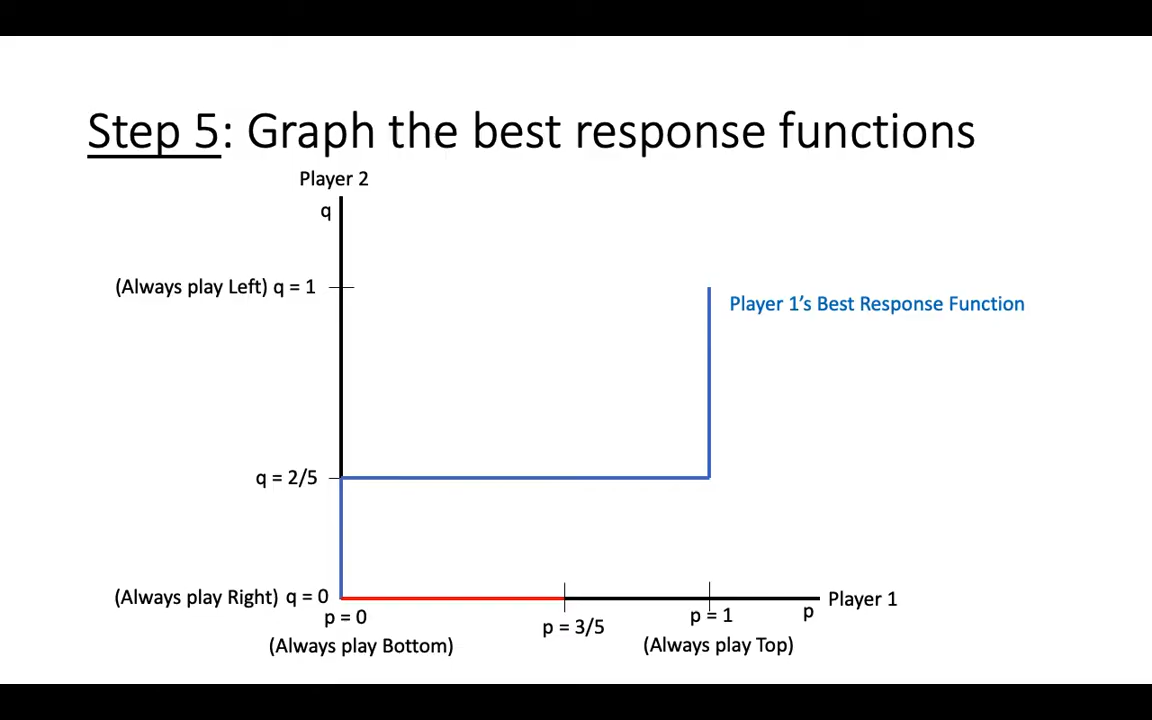 Step 5: Graph the best response functions
Player 2
q
(Always play Left) q = 1
Player 1’s Best Response Function
q = 2/5
(Always play Right) q = 0
p = 0
(Always play Bottom)
p = 3/5
p = 1
(Always play Top)
p
Player 1